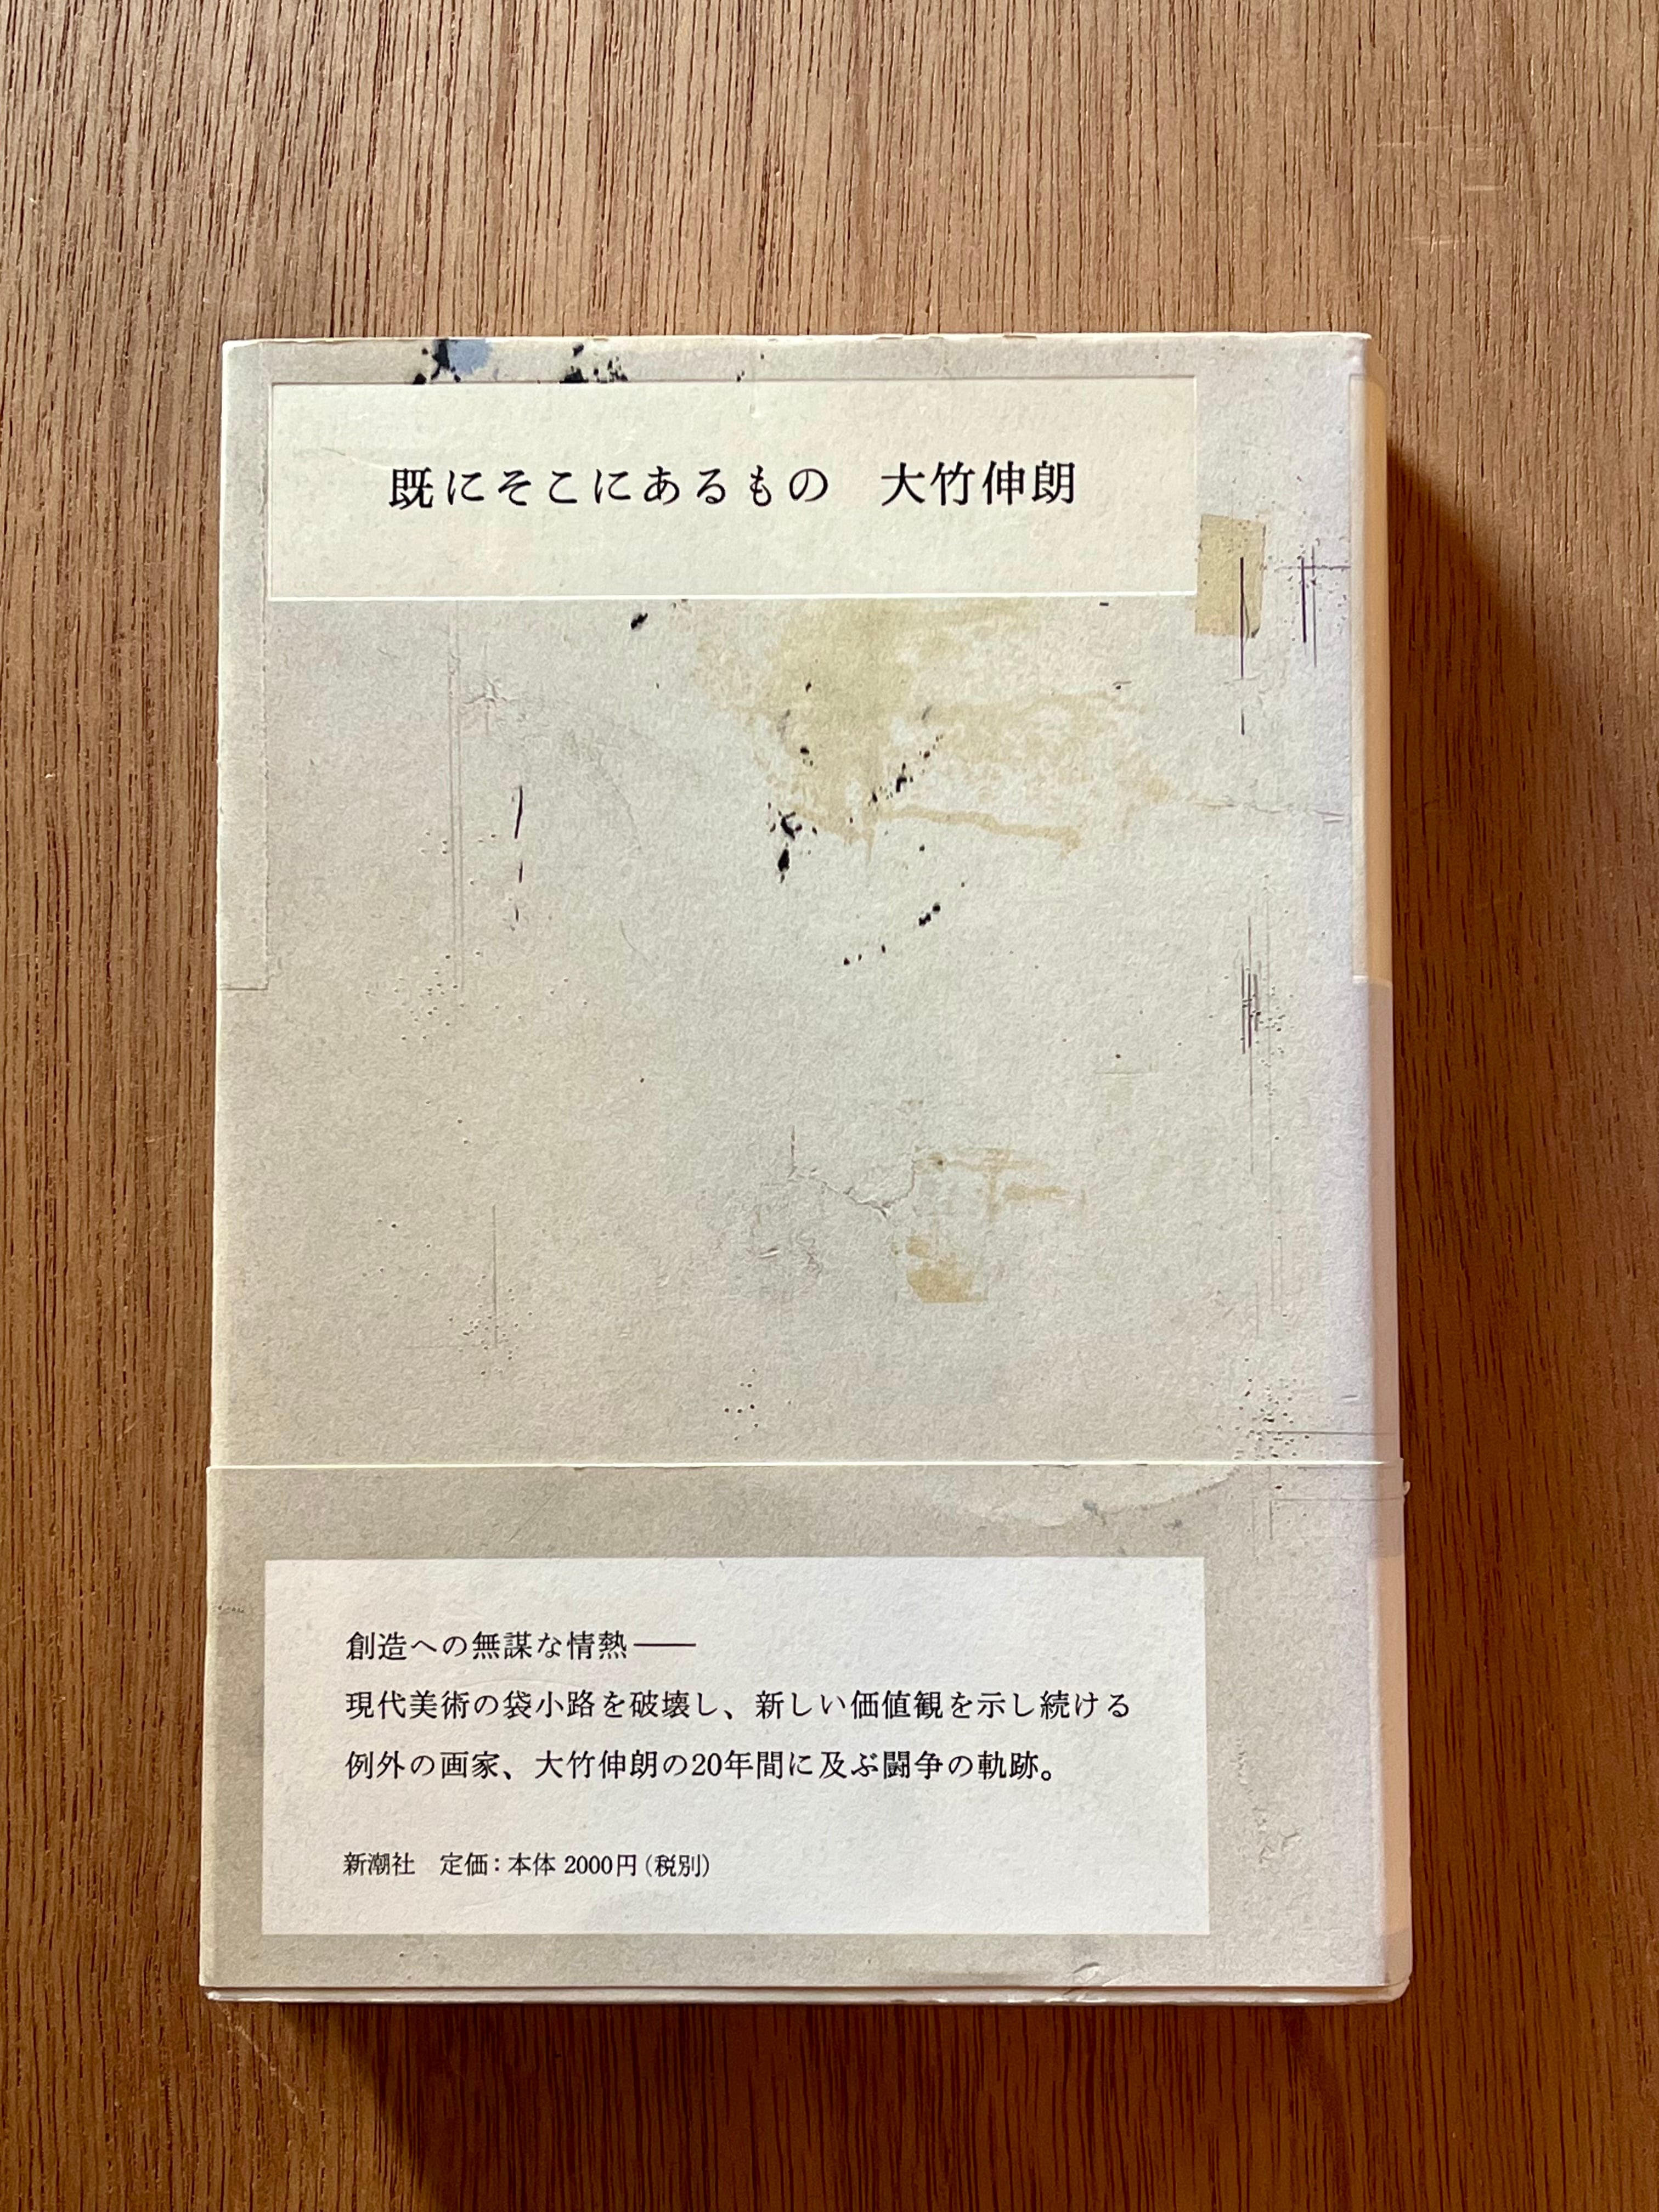 既にそこにあるもの　大竹伸朗
創造への無謀な情熱――
現代美術の袋小路を破壊し、新しい価値観を示し続ける
例外の画家、大竹伸朗の20年間に及ぶ闘争の軌跡。
新潮社　定価：本体 2000円（税別）